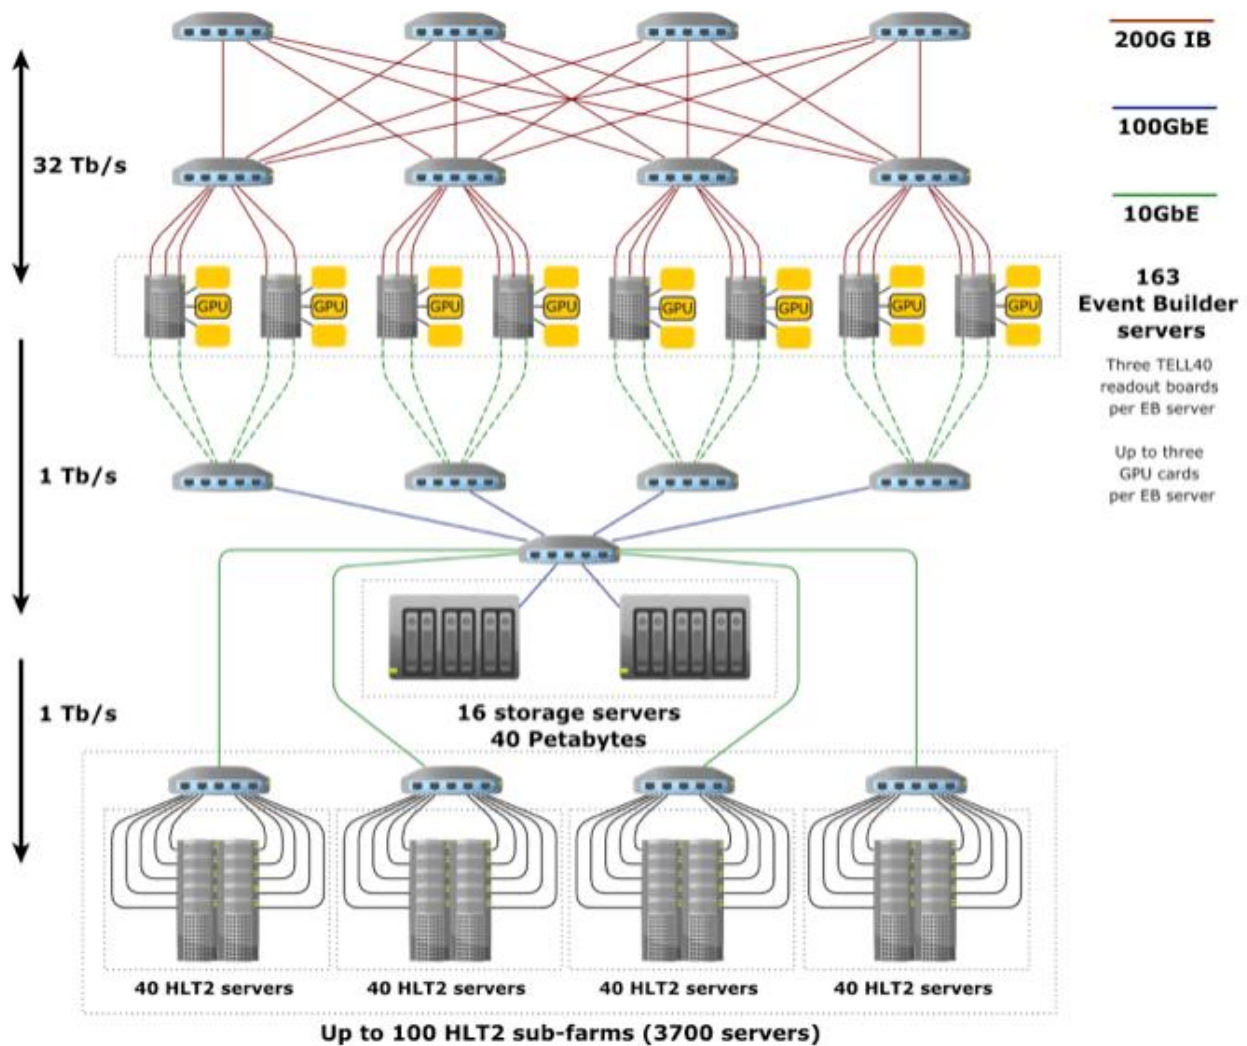 200G IB
100GbE
10GbE
32 Tb/s
163
Event Builder
servers
GPU GPU GPU GPU GPU GPU GPU GPU
Three TELL40
readout boards
per EB server
Up to three
GPU cards
per EB server
1 Tb/s
1 Tb/s
16 storage servers
40 Petabytes
40 HLT2 servers 40 HLT2 servers 40 HLT2 servers 40 HLT2 servers
Up to 100 HLT2 sub-farms (3700 servers)